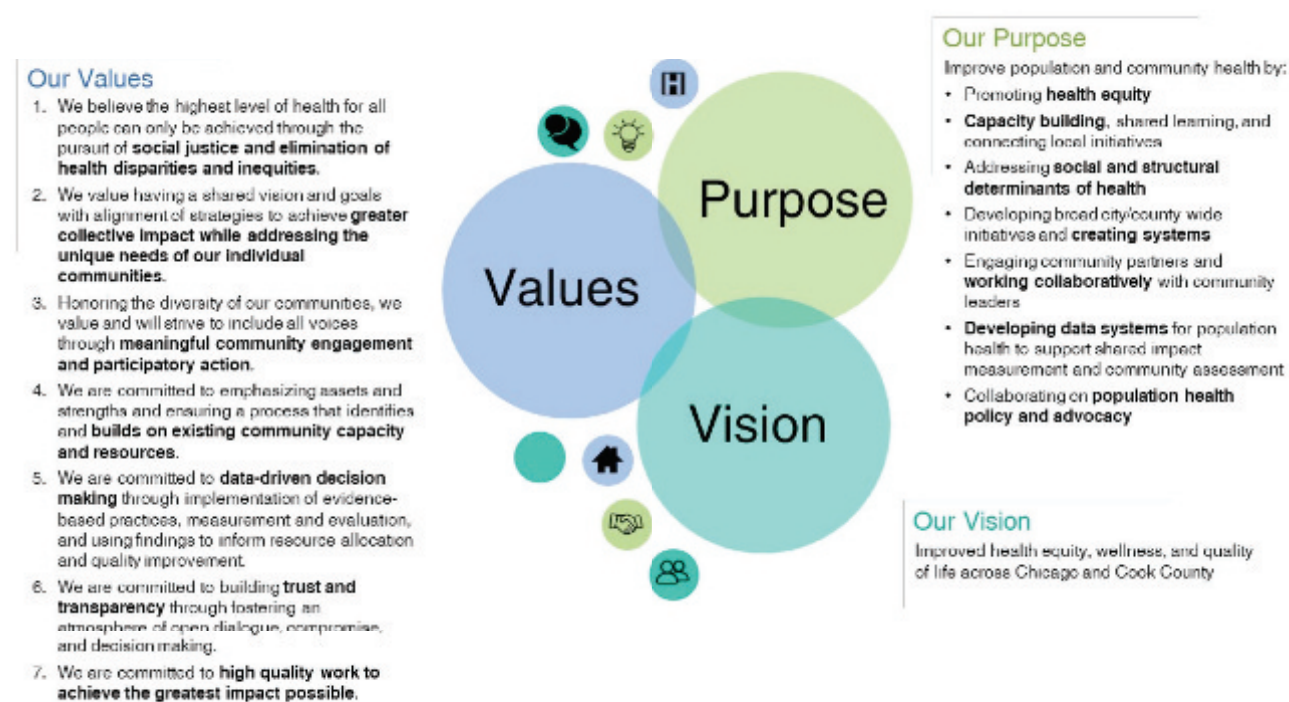 Our Values
1. We believe the highest level of health for all
people can only be achieved through the
pursuit of social justice and elimination of
health disparities and inequities.
2. We value having a shared vision and goals
with alignment of strategies to achieve greater
collective impact while addressing the
unique needs of our individual
communities.
3. Honoring the diversity of our communities, we
value and will strive to include all voices
through meaningful community engagement
and participatory action.
4. We are committed to emphasizing assets and
strengths and ensuring a process that identifies
and builds on existing community capacity
and resources.
5. We are committed to data-driven decision
making through implementation of evidence-
based practices, measurement and evaluation,
and using findings to inform resource allocation
and quality improvement.
6. We are committed to building trust and
transparency through fostering an
atmosphere of open dialogue, compromise,
and decision making.
7. We are committed to high quality work to
achieve the greatest impact possible.
H
Purpose
Values
Vision
Our Purpose
Improve population and community health by:
• Promoting health equity
• Capacity building, shared learning, and
connecting local initiatives
• Addressing social and structural
determinants of health
• Developing broad city/county wide
initiatives and creating systems
• Engaging community partners and
working collaboratively with community
leaders
• Developing data systems for population
health to support shared impact
measurement and community assessment
• Collaborating on population health
policy and advocacy
Our Vision
Improved health equity, wellness, and quality
of life across Chicago and Cook County